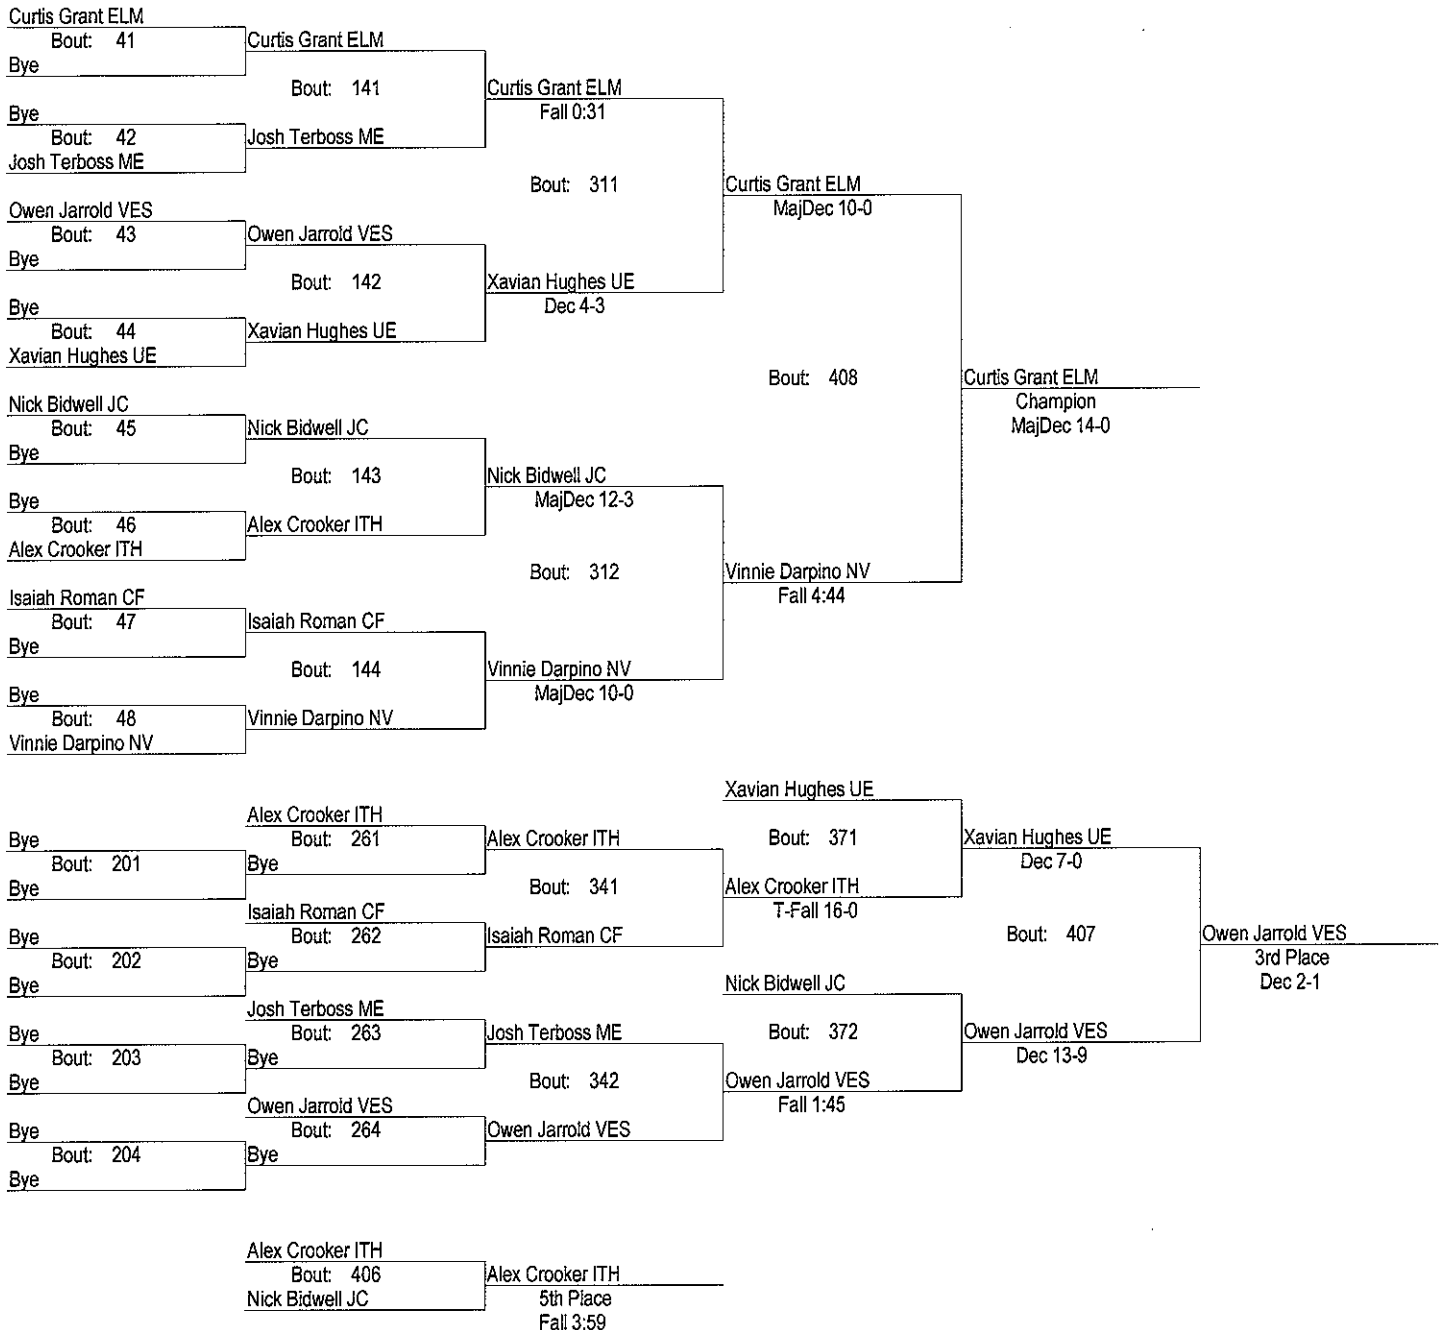 Curtis Grant ELM
Bout: 41
Bye
Bye
Bout: 42
Josh Terboss ME
Owen Jarrold VES
Bout: 43
Bye
Bye
Bout: 44
Xavian Hughes UE
Nick Bidwell JC
Bout: 45
Bye
Bye
Bout: 46
Alex Crooker ITH
Isaiah Roman CF
Bout: 47
Bye
Bye
Bout: 48
Vinnie Darpino NV
Curtis Grant ELM
Bout: 141
Josh Terboss ME
Owen Jarrold VES
Bout: 142
Xavian Hughes UE
Nick Bidwell JC
Bout: 143
Alex Crooker ITH
Isaiah Roman CF
Bout: 144
Vinnie Darpino NV
Curtis Grant ELM
Fall 0:31
Bout: 311
Xavian Hughes UE
Dec 4-3
Nick Bidwell JC
MajDec 12-3
Bout: 312
Vinnie Darpino NV
MajDec 10-0
Curtis Grant ELM
MajDec 10-0
Bout: 408
Vinnie Darpino NV
Fall 4:44
Curtis Grant ELM
Champion
MajDec 14-0
Bye
Bout: 201
Bye
Bye
Bout: 202
Bye
Bye
Bout: 203
Bye
Bye
Bout: 204
Bye
Alex Crooker ITH
Bout: 261
Bye
Isaiah Roman CF
Bout: 262
Bye
Josh Terboss ME
Bout: 263
Bye
Owen Jarrold VES
Bout: 264
Bye
Alex Crooker ITH
Bout: 341
Isaiah Roman CF
Josh Terboss ME
Bout: 342
Owen Jarrold VES
Xavian Hughes UE
Bout: 371
Alex Crooker ITH
T-Fall 16-0
Nick Bidwell JC
Bout: 372
Owen Jarrold VES
Fall 1:45
Xavian Hughes UE
Dec 7-0
Bout: 407
Owen Jarrold VES
Dec 13-9
Owen Jarrold VES
3rd Place
Dec 2-1
Alex Crooker ITH
Bout: 406
Nick Bidwell JC
Alex Crooker ITH
5th Place
Fall 3:59